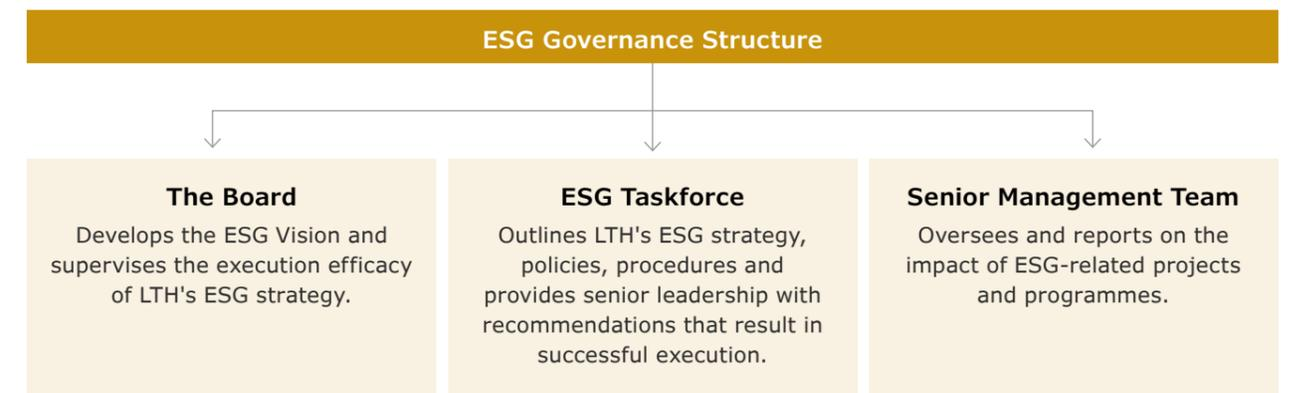 ESG Governance Structure
The Board
Develops the ESG Vision and
supervises the execution efficacy
of LTH's ESG strategy.
ESG Taskforce
Outlines LTH's ESG strategy,
policies, procedures and
provides senior leadership with
recommendations that result in
successful execution.
Senior Management Team
Oversees and reports on the
impact of ESG-related projects
and programmes.